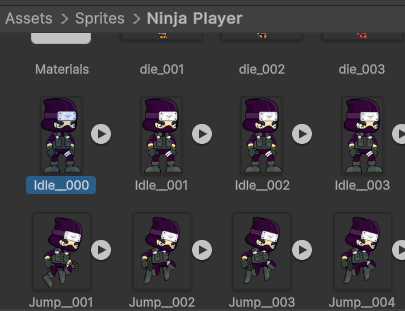 Assets > Sprites > Ninja Player
Materials die_001 die_002 die_003
Idle__000 Idle__001 Idle__002 Idle__003
Jump__001 Jump__002 Jump__003 Jump__004